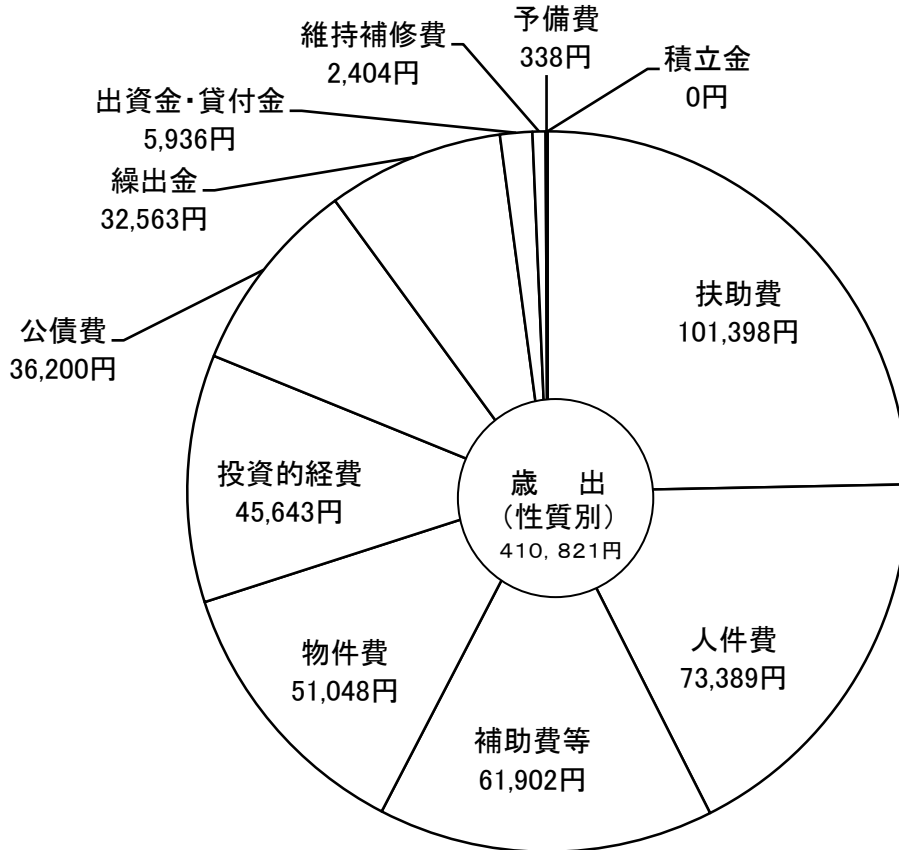 予備費
338円
維持補修費
2,404円
積立金
0円
出資金・貸付金
5,936円
繰出金
32,563円
扶助費
101,398円
公債費
36,200円
投資的経費
45,643円
歳 出
(性質別)
410,821円
人件費
73,389円
物件費
51,048円
補助費等
61,902円